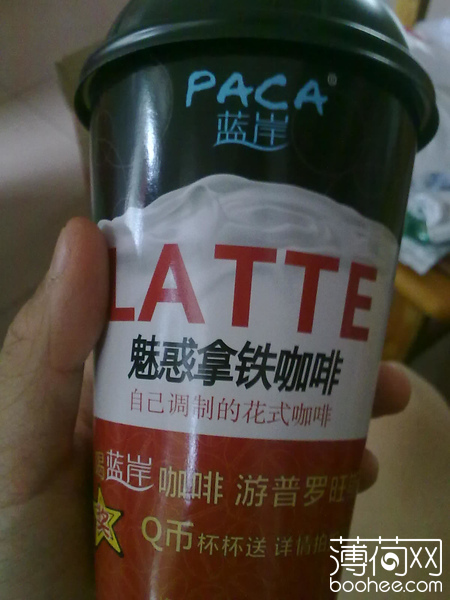 PACA®
蓝岸
LATTE
魅惑拿铁咖啡
自己调制的花式咖啡
蓝岸咖啡 游普罗旺
Q币杯杯送 详情
薄荷网
boohee.com